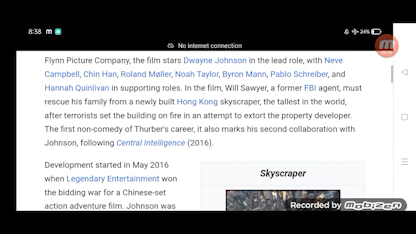 8:38 m
24%
No internet connection
Flynn Picture Company, the film stars Dwayne Johnson in the lead role, with Neve
Campbell, Chin Han, Roland Møller, Noah Taylor, Byron Mann, Pablo Schreiber, and
Hannah Quinlivan in supporting roles. In the film, Will Sawyer, a former FBI agent, must
rescue his family from a newly built Hong Kong skyscraper, the tallest in the world,
after terrorists set the building on fire in an attempt to extort the property developer.
The first non-comedy of Thurber's career, it also marks his second collaboration with
Johnson, following Central Intelligence (2016).
Development started in May 2016
when Legendary Entertainment won
the bidding war for a Chinese-set
action adventure film. Johnson was
Skyscraper
Recorded by mobizen